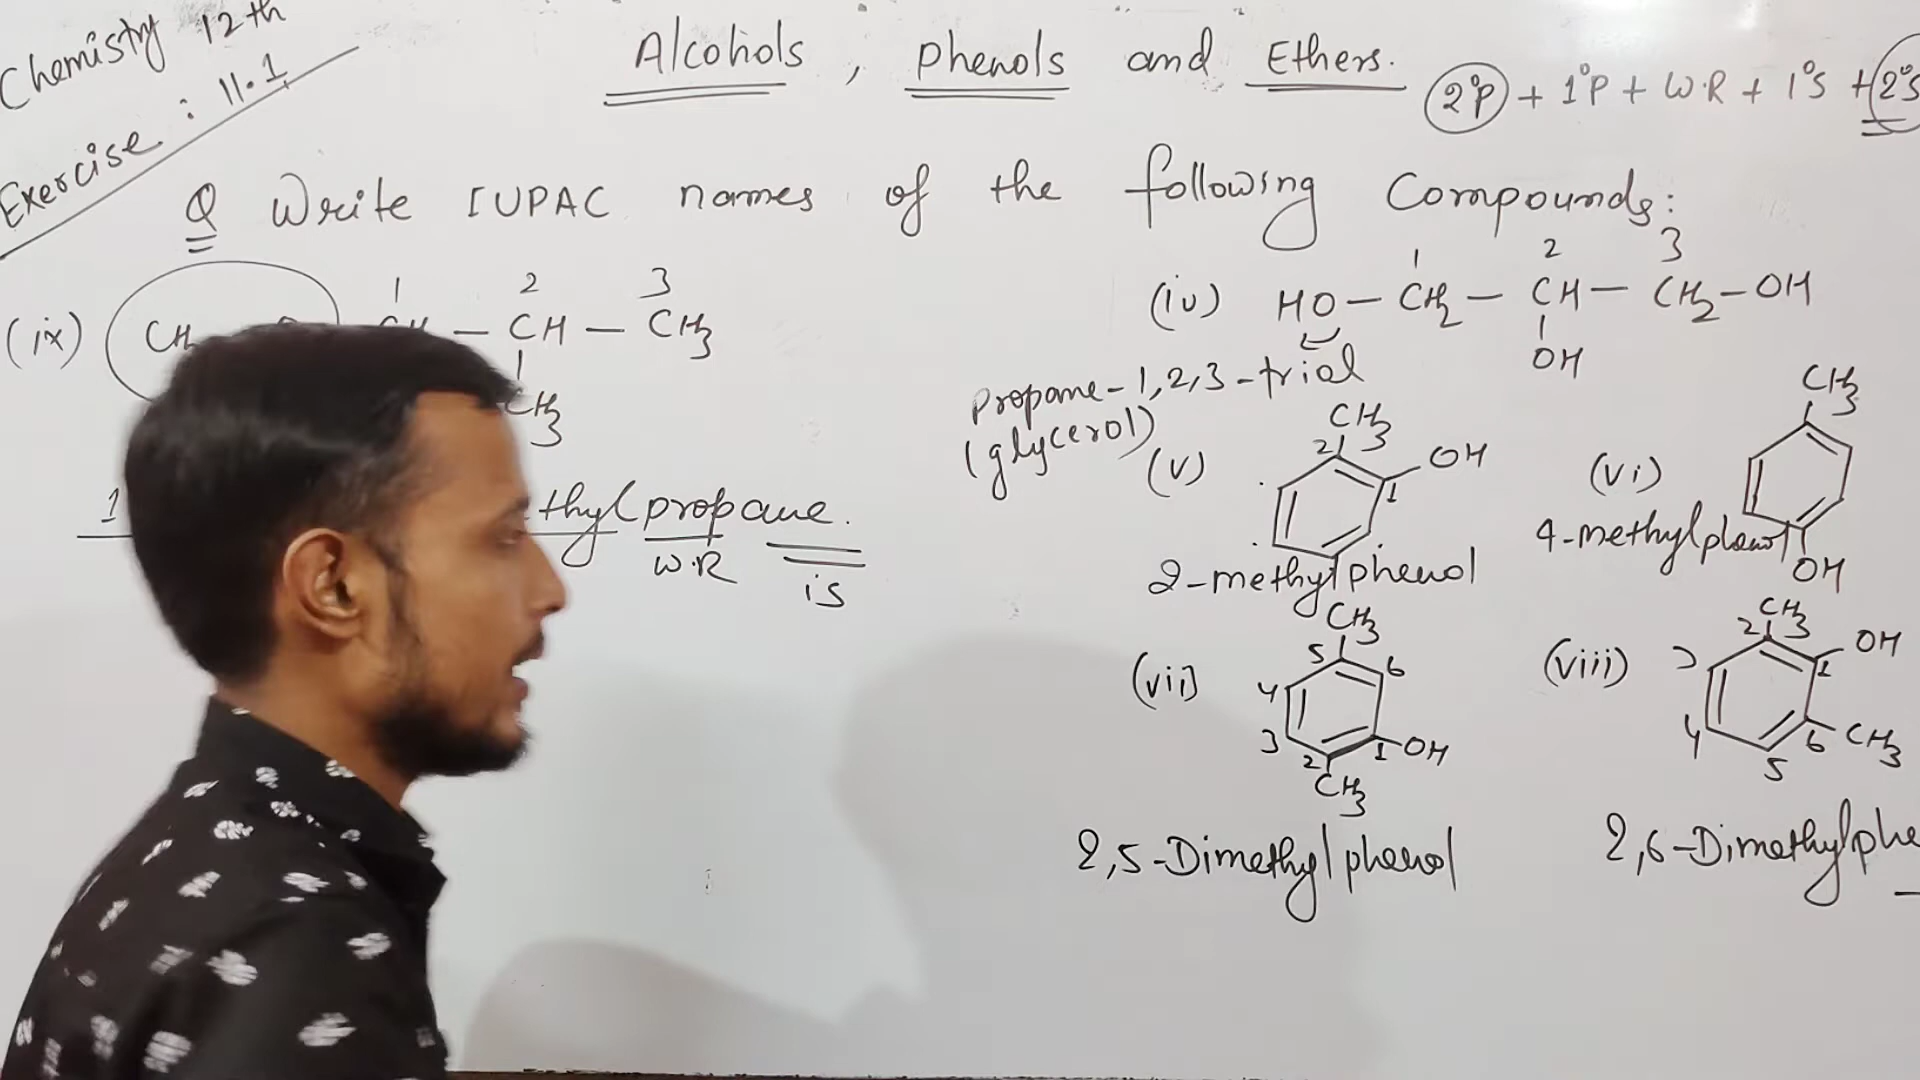 Chemistry 12th
Exercise : 11.1
Alcohols, Phenols and Ethers.
2°P + 1°P + W.R + 1°S + 2°S
Q Write IUPAC names of the following Compounds:
(ix) CH
1 2 3
— CH — CH3
CH3
thylpropane.
W.R is
1 2 3
(iv) HO — CH2 — CH — CH2 — OH
OH
propane-1,2,3-triol
(glycerol)
(v) CH3 OH
2 1
2-methylphenol
(vi) CH3
OH
4-methylphenol
(vii) CH3
5 6
4
3 2 1 OH
CH3
2,5-Dimethylphenol
(viii) CH3 OH
2 1
4 5 6 CH3
2,6-Dimethylphe